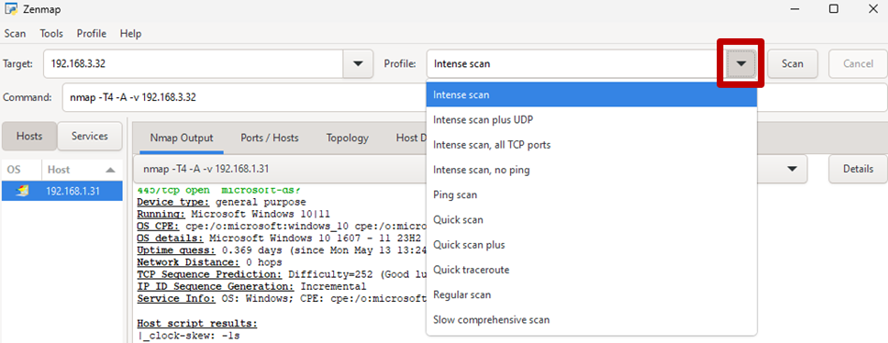 Zenmap
Scan Tools Profile Help
Target: 192.168.3.32 Profile: Intense scan Scan Cancel
Command: nmap -T4 -A -v 192.168.3.32
Hosts Services
OS Host
192.168.1.31
Nmap Output Ports / Hosts Topology Host D
nmap -T4 -A -v 192.168.1.31 Details
445/tcp open microsoft-ds?
Device type: general purpose
Running: Microsoft Windows 10|11
OS CPE: cpe:/o:microsoft:windows_10 cpe:/o:micro
OS details: Microsoft Windows 10 1607 - 11 23H2
Uptime guess: 0.369 days (since Mon May 13 13:24
Network Distance: 0 hops
TCP Sequence Prediction: Difficulty=252 (Good lu
IP ID Sequence Generation: Incremental
Service Info: OS: Windows; CPE: cpe:/o:microsoft
Host script results:
|_clock-skew: -1s
Intense scan
Intense scan plus UDP
Intense scan, all TCP ports
Intense scan, no ping
Ping scan
Quick scan
Quick scan plus
Quick traceroute
Regular scan
Slow comprehensive scan